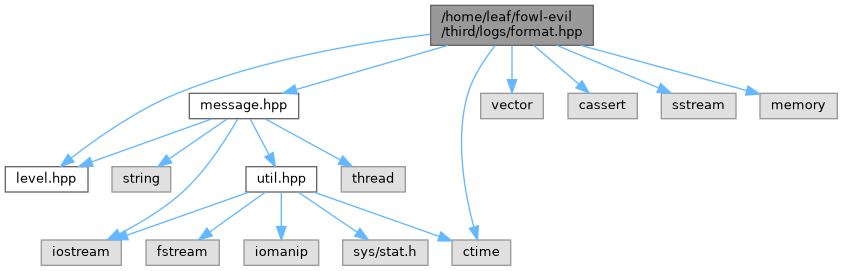 /home/leaf/fowl-evil
/third/logs/format.hpp
message.hpp
vector
cassert
sstream
memory
level.hpp
string
util.hpp
thread
iostream
fstream
iomanip
sys/stat.h
ctime